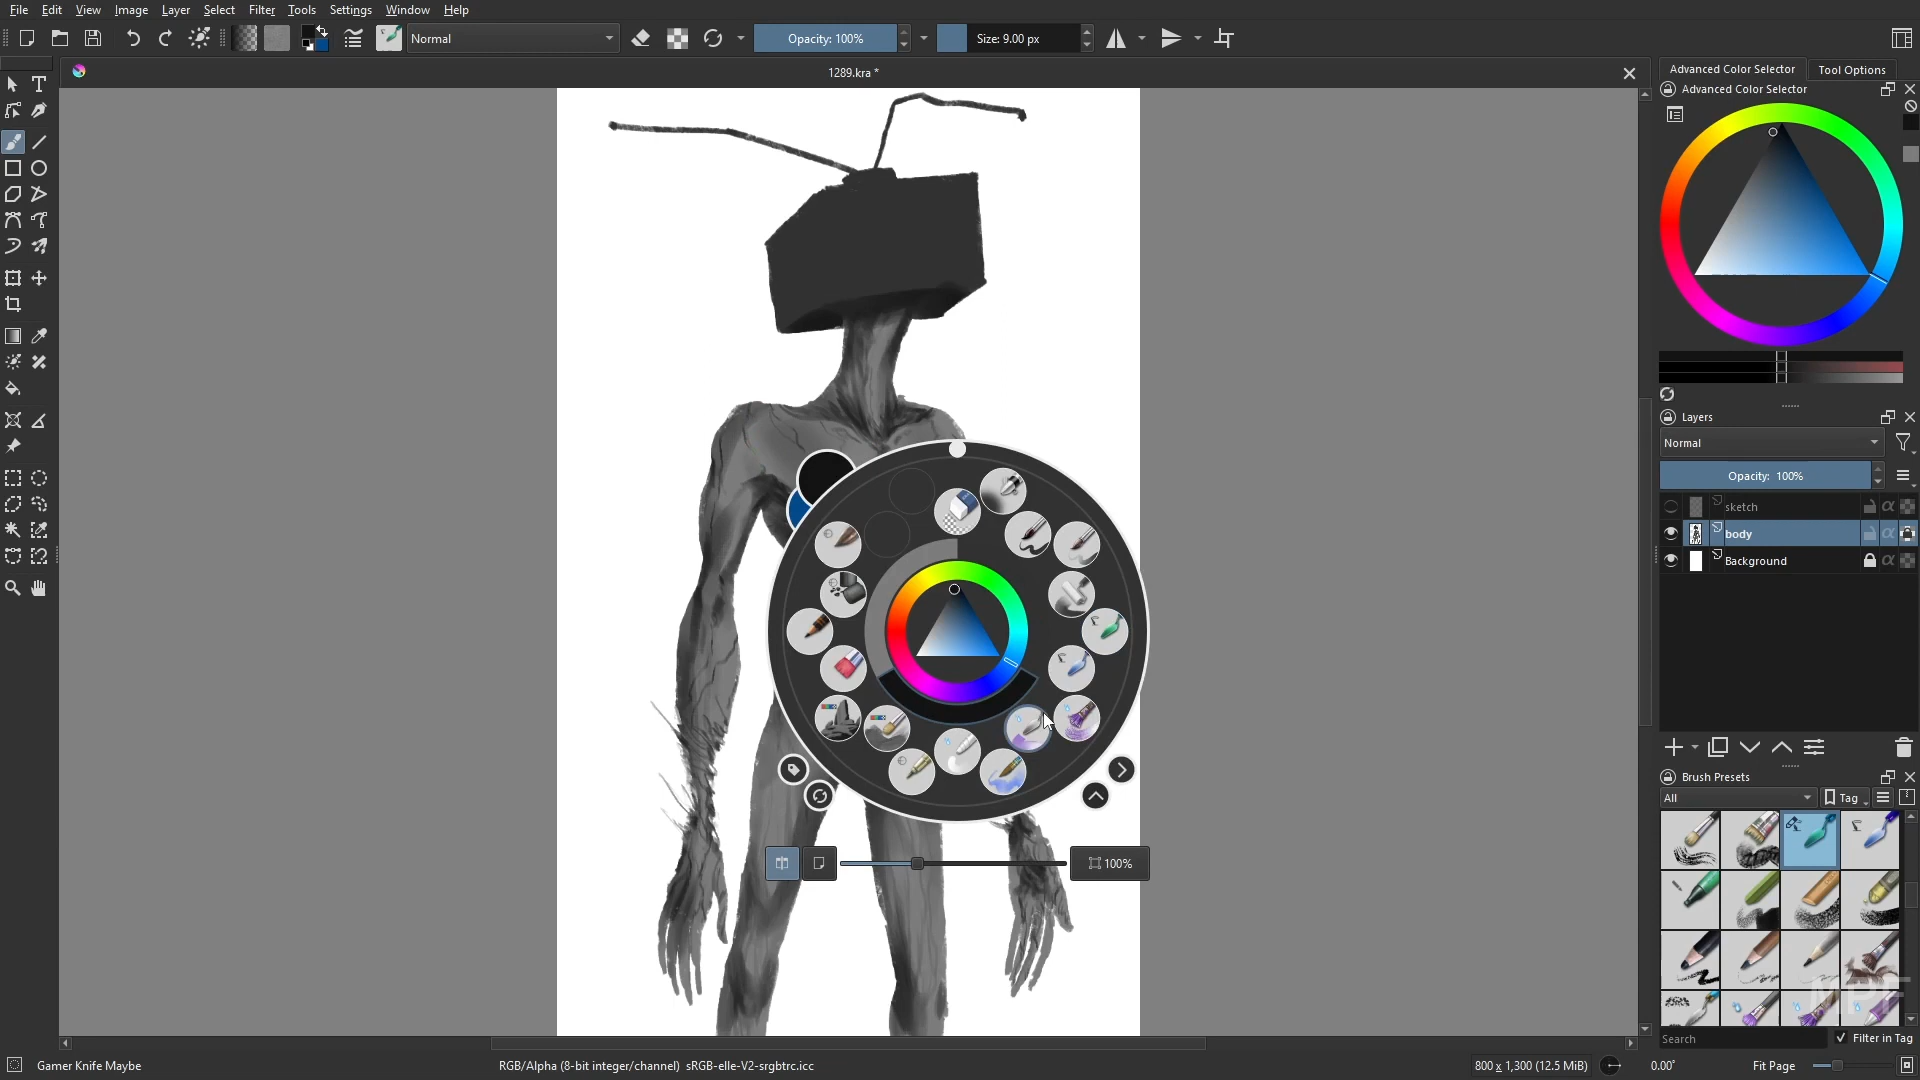 File Edit View Image Layer Select Filter Tools Settings Window Help
Normal
Opacity: 100%
Size: 9.00 px
1289.kra *
Advanced Color Selector
Tool Options
Advanced Color Selector
Layers
Normal
Opacity: 100%
sketch
body
Background
Brush Presets
All
Tag
100%
MPF
Search
Filter in Tag
Gamer Knife Maybe
RGB/Alpha (8-bit integer/channel) sRGB-elle-V2-srgbtrc.icc
800 x 1,300 (12.5 MiB)
0.00°
Fit Page